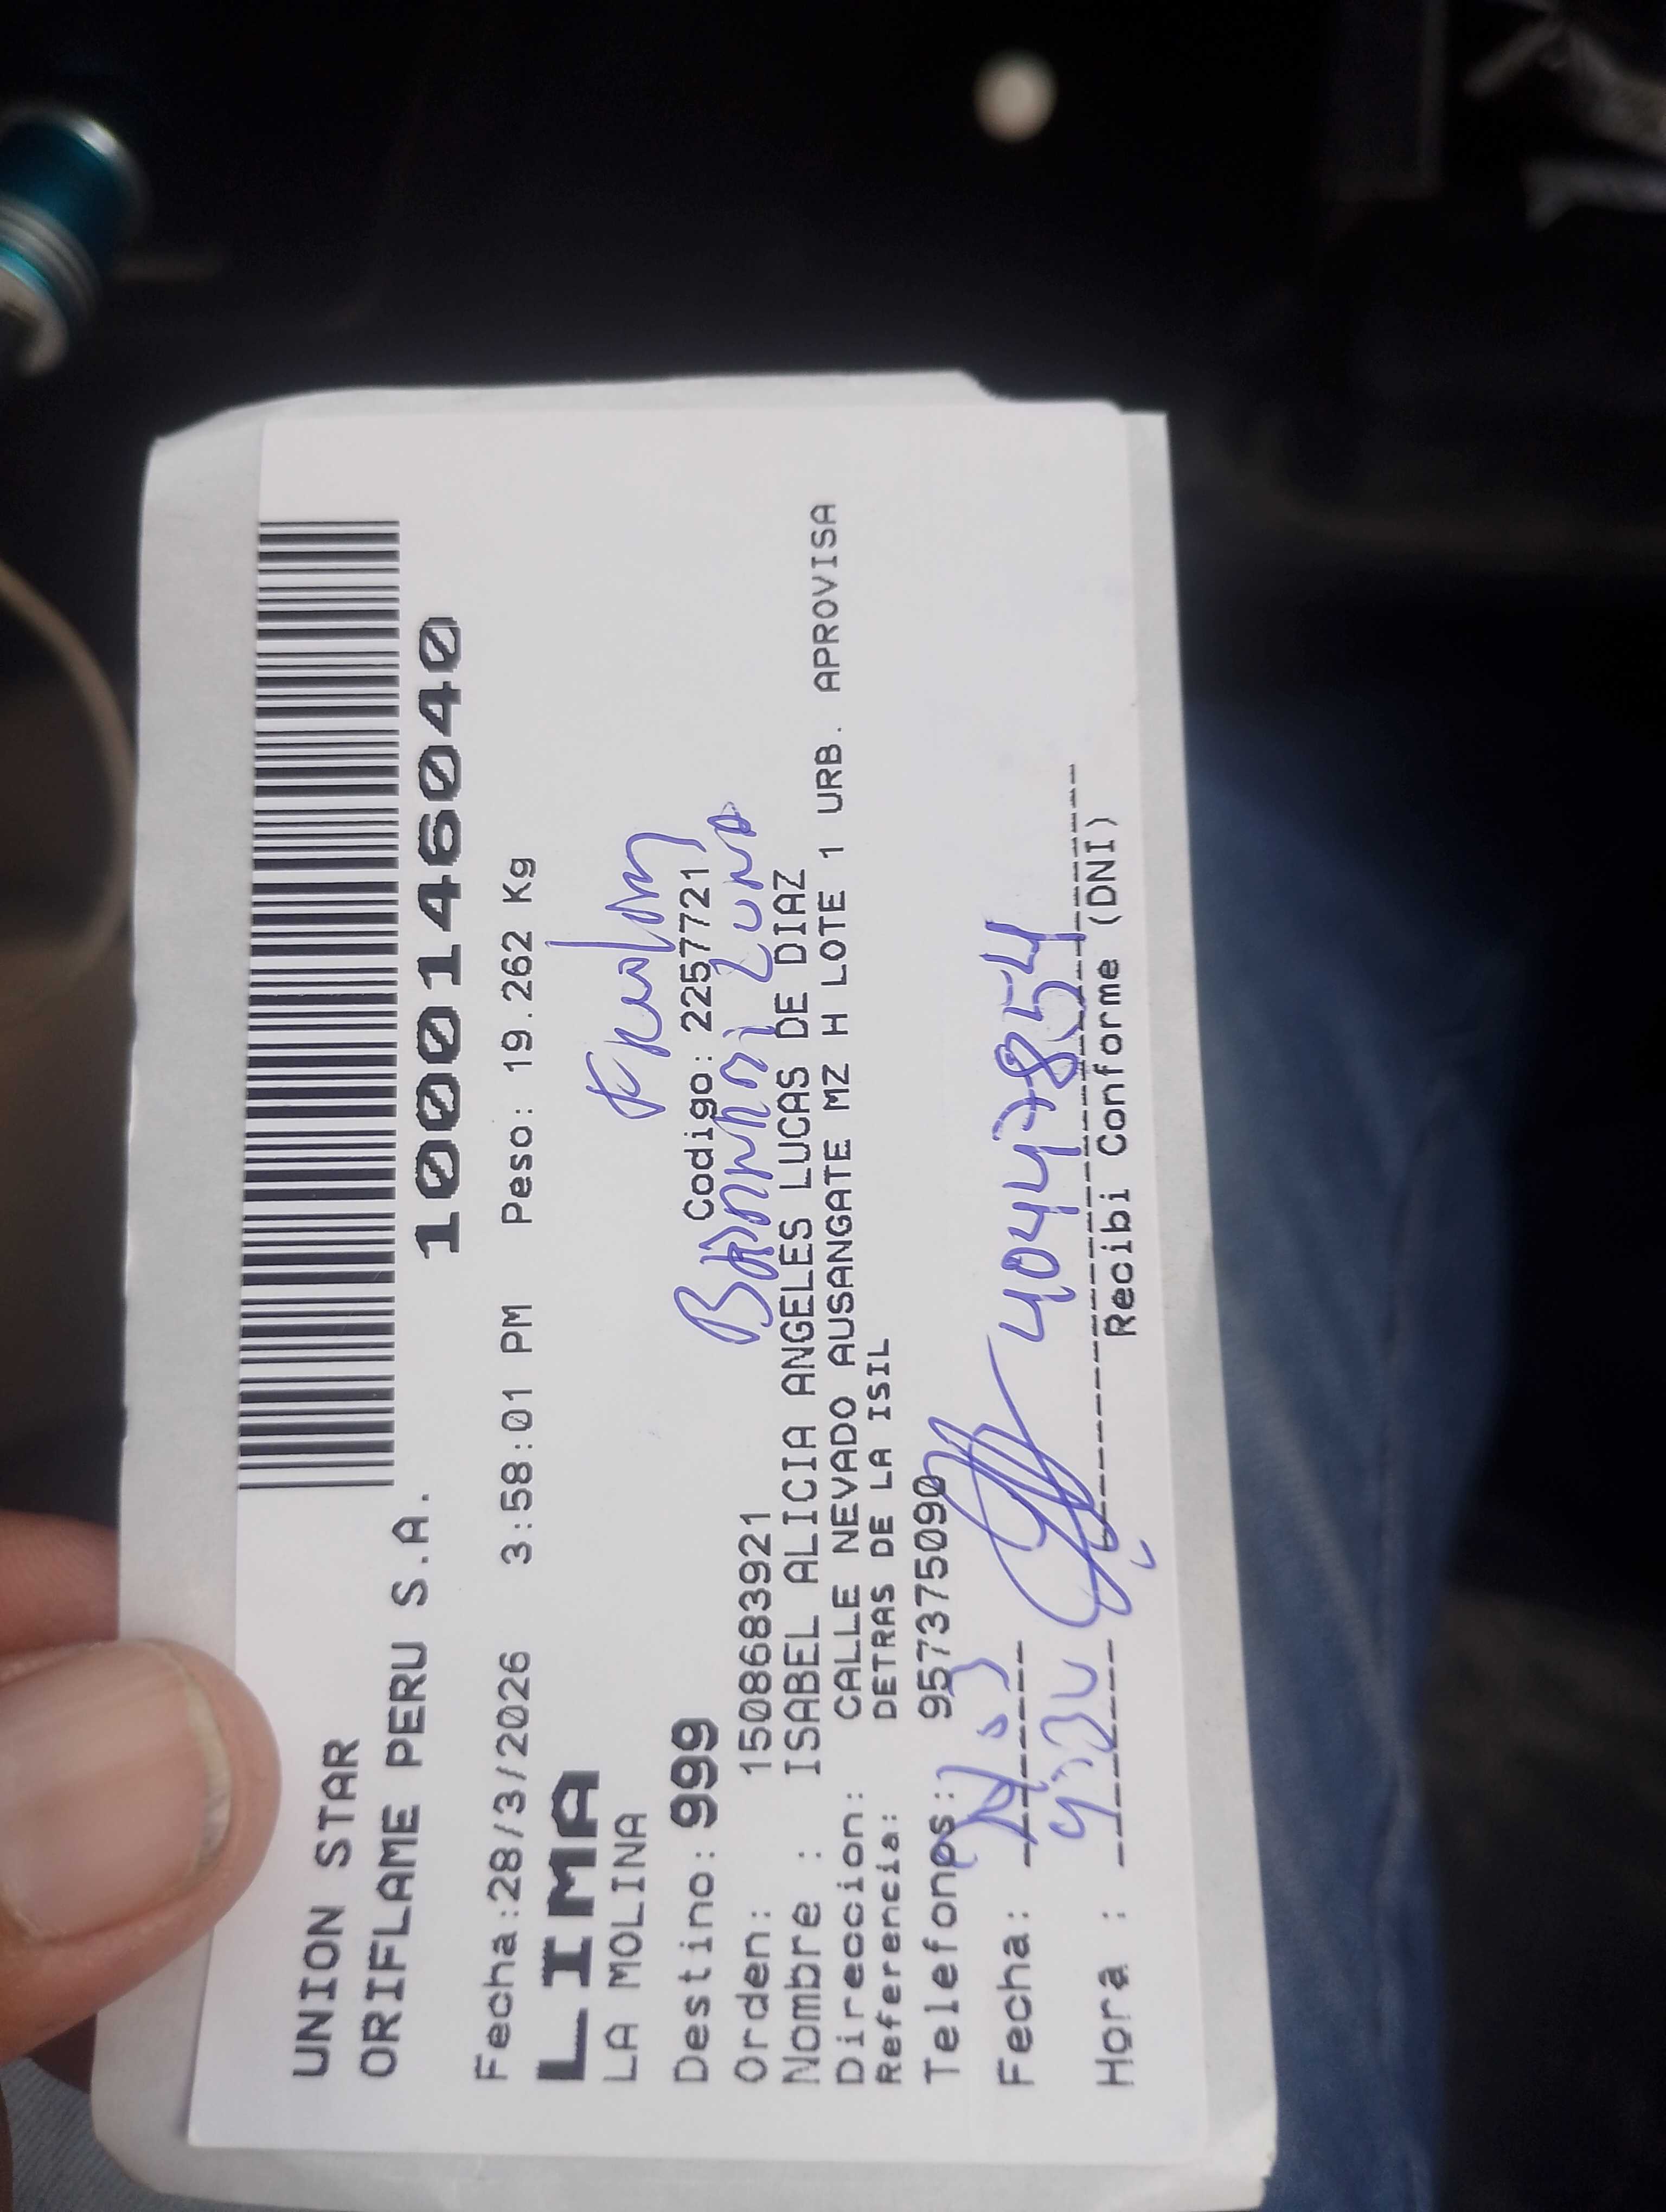 UNION STAR
ORIFLAME PERU S.A.
1000146040
Fecha:28/3/2026 3:58:01 PM Peso: 19.262 Kg
LIMA
LA MOLINA
Destino: 999 Codigo: 2257721
Orden: 1508683921
Nombre : ISABEL ALICIA ANGELES LUCAS DE DIAZ
Direccion: CALLE NEVADO AUSANGATE MZ H LOTE 1 URB. APROVISA
Referencia: DETRAS DE LA ISIL
Telefonos: 957375090
Fecha:
40447854
Hora :
Recibi Conforme (DNI)